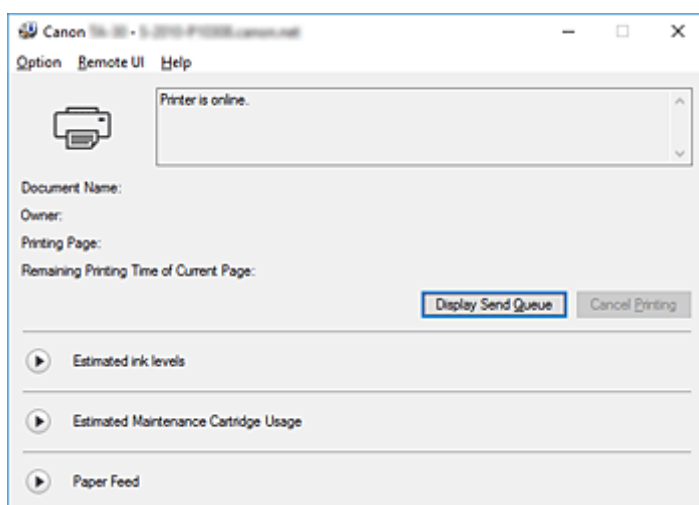 Canon
Option Remote UI Help
Printer is online.
Document Name:
Owner:
Printing Page:
Remaining Printing Time of Current Page:
Display Send Queue Cancel Printing
Estimated ink levels
Estimated Maintenance Cartridge Usage
Paper Feed